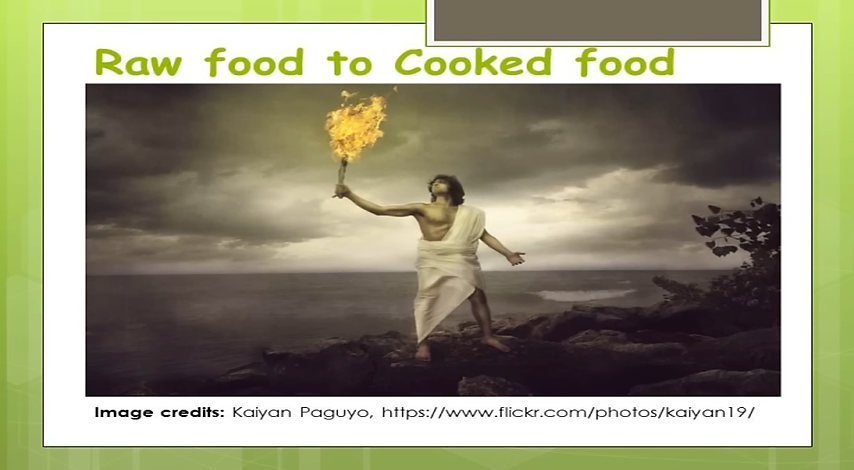 Raw food to Cooked food
Image credits: Kaiyan Paguyo, https://www.flickr.com/photos/kaiyan19/